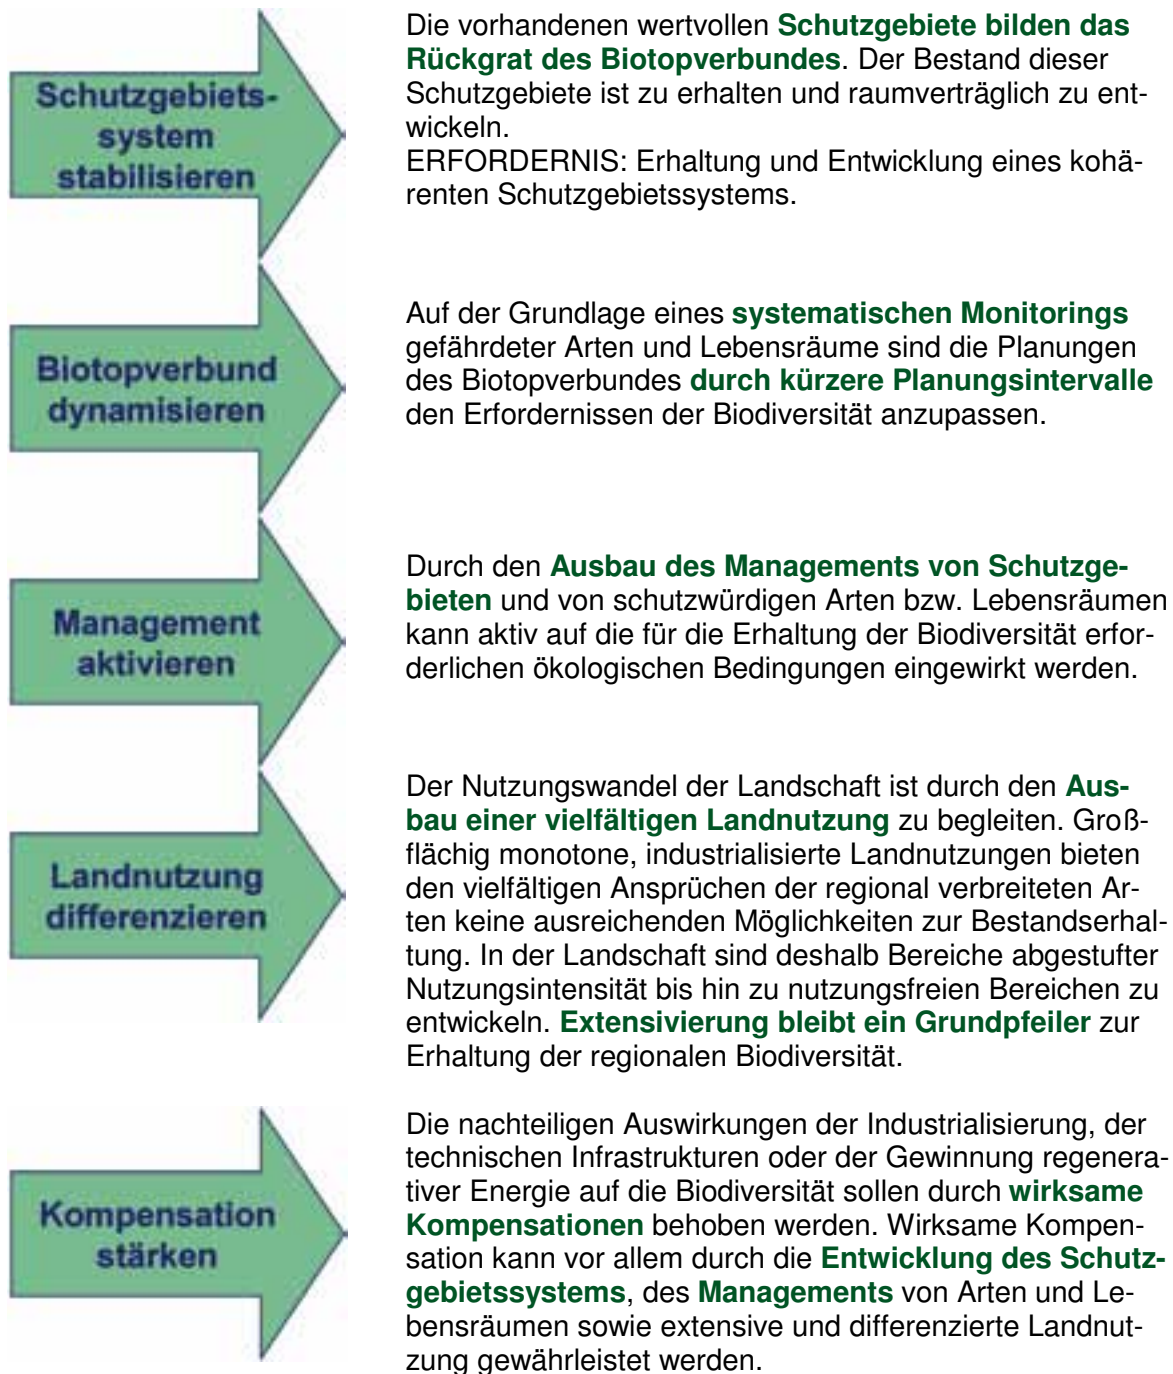 Schutzgebiets-
system
stabilisieren
Die vorhandenen wertvollen Schutzgebiete bilden das
Rückgrat des Biotopverbundes. Der Bestand dieser
Schutzgebiete ist zu erhalten und raumverträglich zu ent-
wickeln.
ERFORDERNIS: Erhaltung und Entwicklung eines kohä-
renten Schutzgebietssystems.
Biotopverbund
dynamisieren
Auf der Grundlage eines systematischen Monitorings
gefährdeter Arten und Lebensräume sind die Planungen
des Biotopverbundes durch kürzere Planungsintervalle
den Erfordernissen der Biodiversität anzupassen.
Management
aktivieren
Durch den Ausbau des Managements von Schutzge-
bieten und von schutzwürdigen Arten bzw. Lebensräumen
kann aktiv auf die für die Erhaltung der Biodiversität erfor-
derlichen ökologischen Bedingungen eingewirkt werden.
Landnutzung
differenzieren
Der Nutzungswandel der Landschaft ist durch den Aus-
bau einer vielfältigen Landnutzung zu begleiten. Groß-
flächig monotone, industrialisierte Landnutzungen bieten
den vielfältigen Ansprüchen der regional verbreiteten Ar-
ten keine ausreichenden Möglichkeiten zur Bestandserhal-
tung. In der Landschaft sind deshalb Bereiche abgestufter
Nutzungsintensität bis hin zu nutzungsfreien Bereichen zu
entwickeln. Extensivierung bleibt ein Grundpfeiler zur
Erhaltung der regionalen Biodiversität.
Kompensation
stärken
Die nachteiligen Auswirkungen der Industrialisierung, der
technischen Infrastrukturen oder der Gewinnung regenera-
tiver Energie auf die Biodiversität sollen durch wirksame
Kompensationen behoben werden. Wirksame Kompen-
sation kann vor allem durch die Entwicklung des Schutz-
gebietssystems, des Managements von Arten und Le-
bensräumen sowie extensive und differenzierte Landnut-
zung gewährleistet werden.